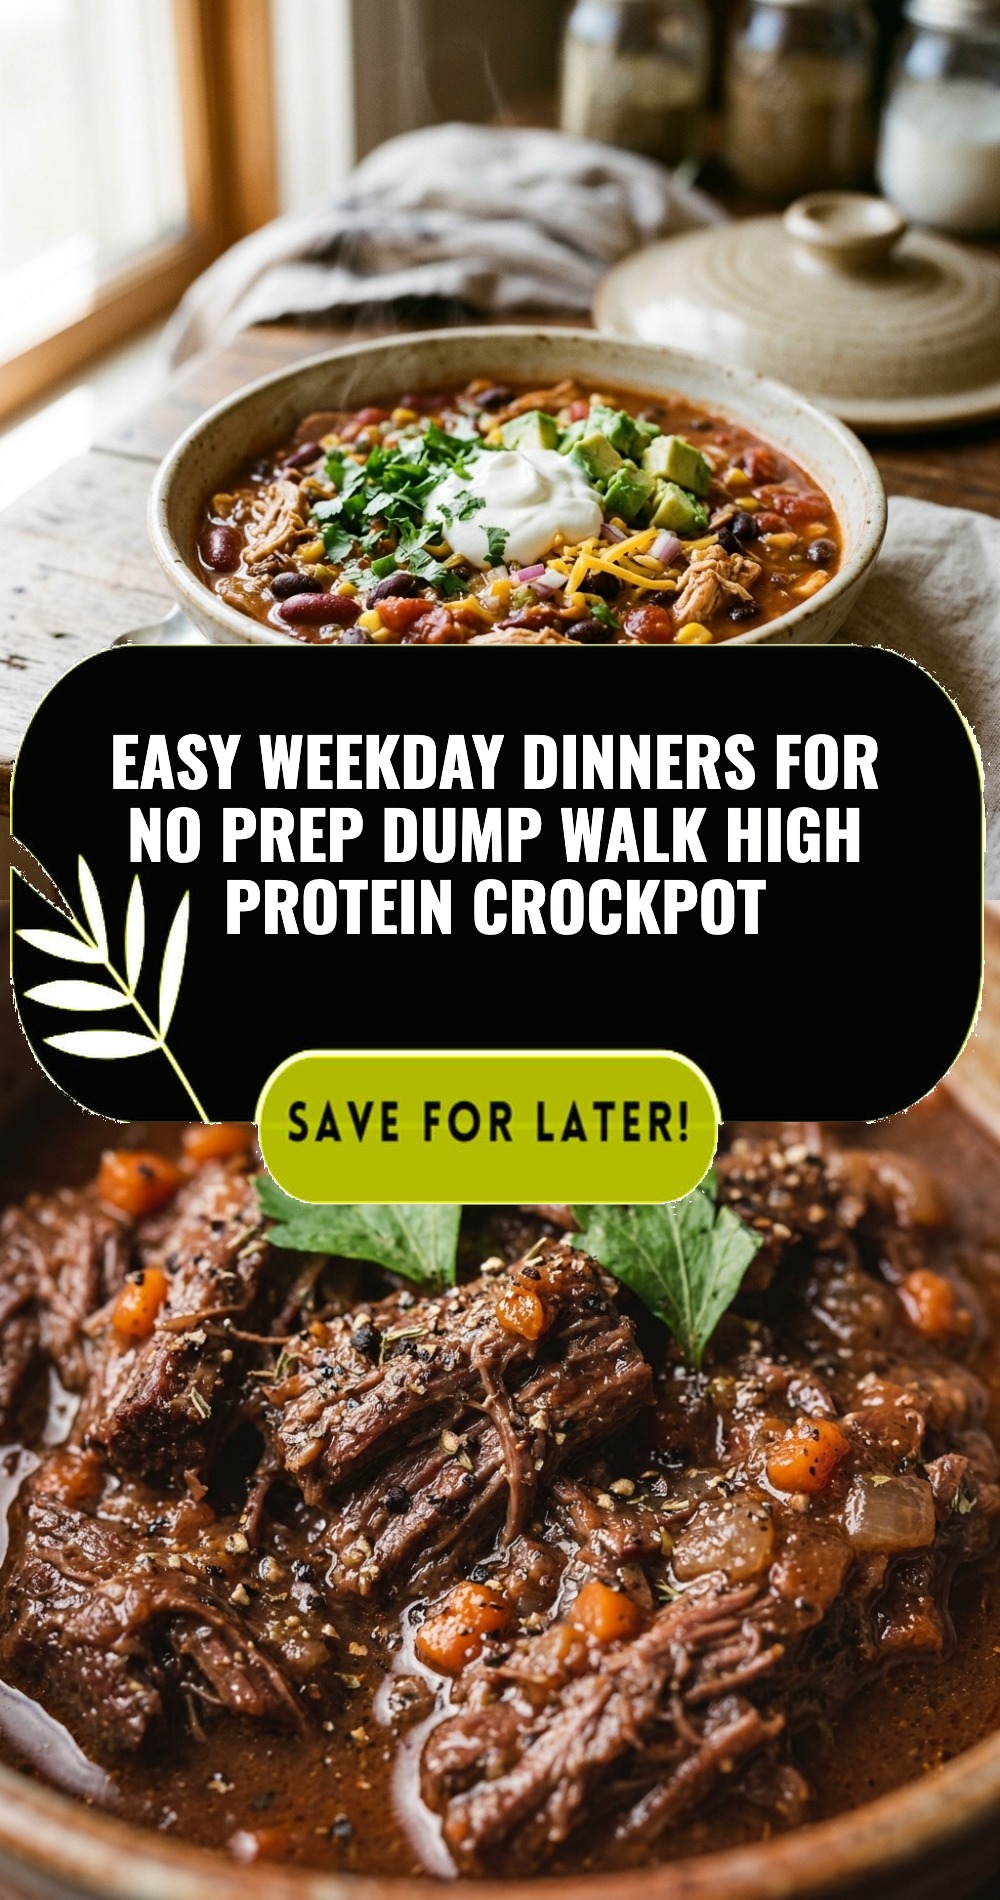 EASY WEEKDAY DINNERS FOR
NO PREP DUMP WALK HIGH
PROTEIN CROCKPOT
SAVE FOR LATER!